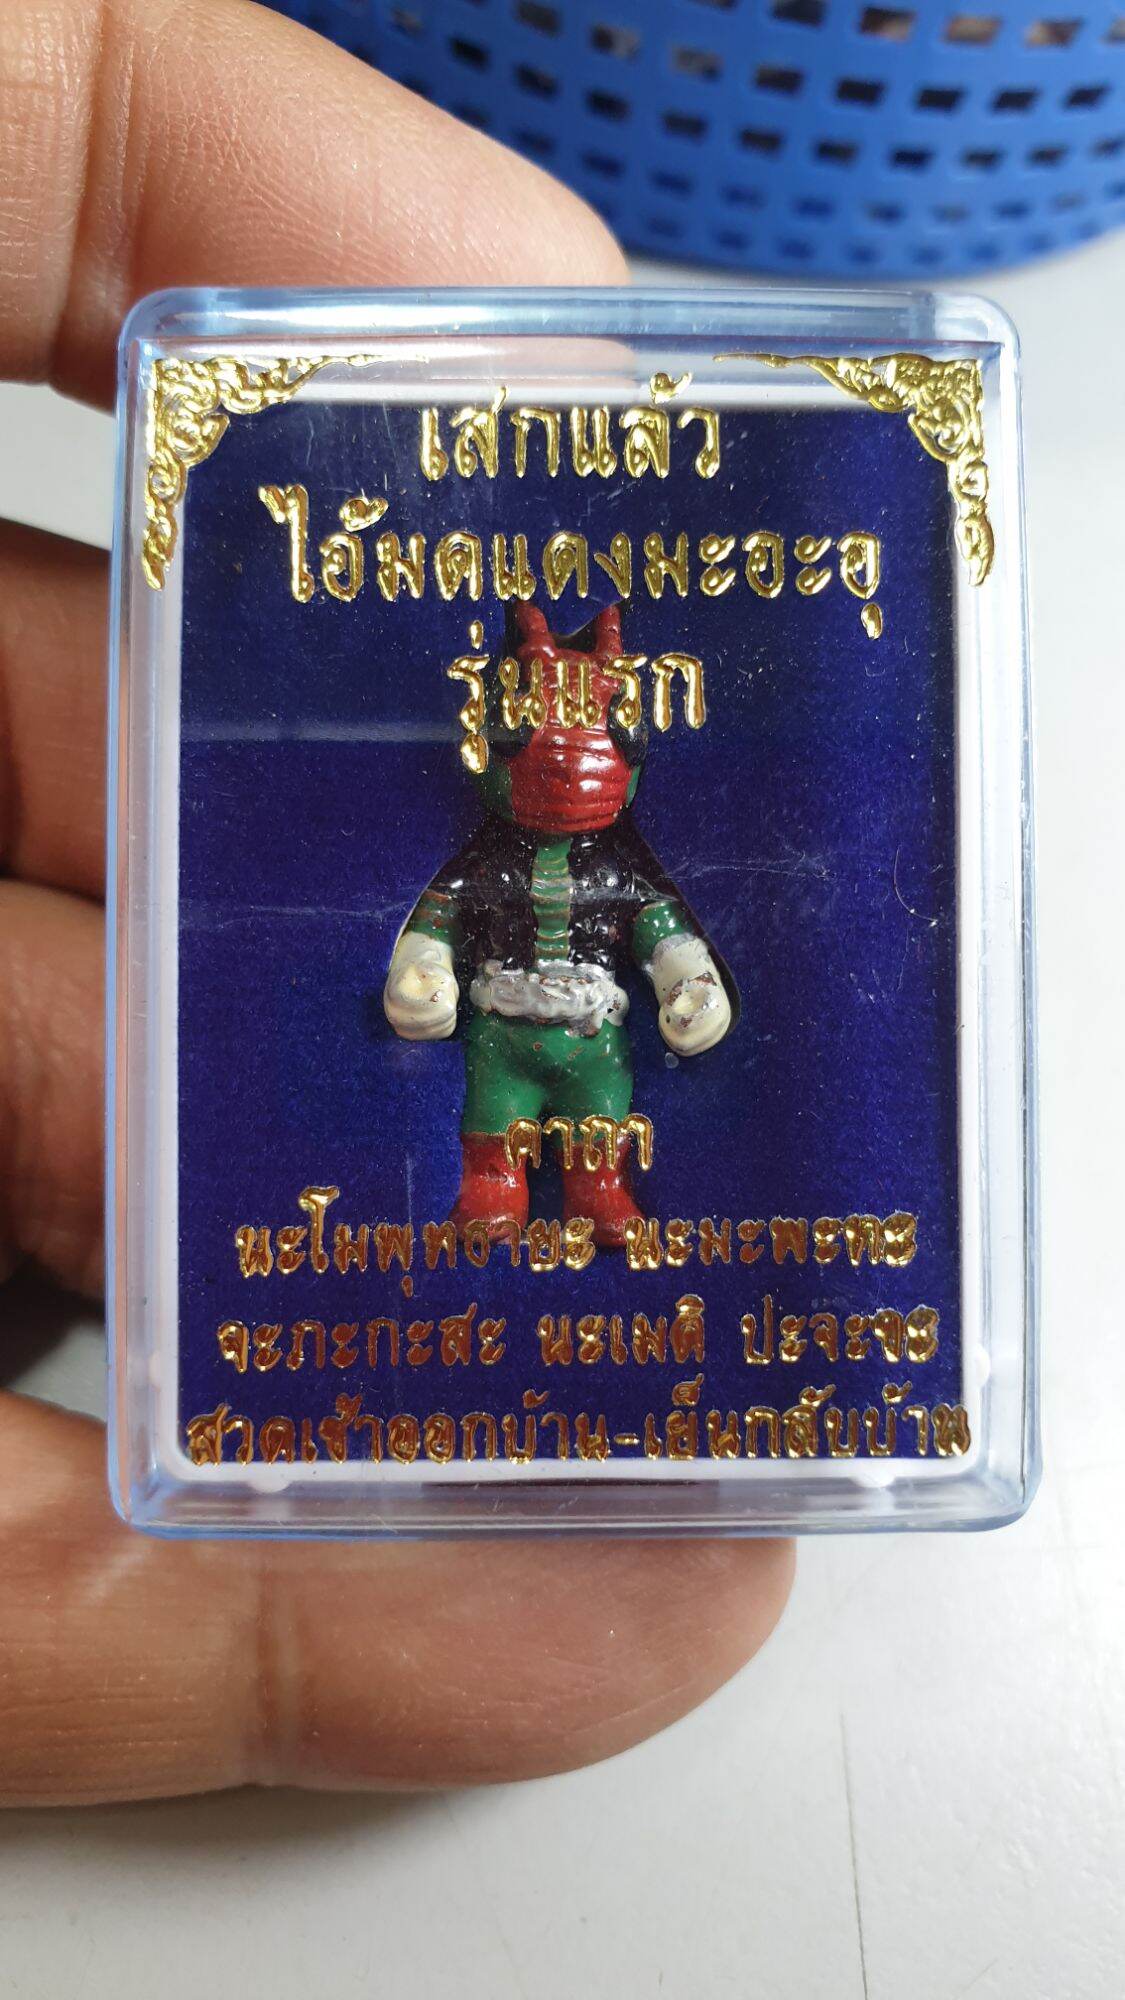 เสกแล้ว
ไอ้มดแดงมะอะอุ
รุ่นแรก
คาถา
นะโมพุทธายะ นะมะพะทะ
จะภะกะสะ นะเมติ ปะจะขะ
สวดเช้าออกบ้าน-เย็นกลับบ้าน